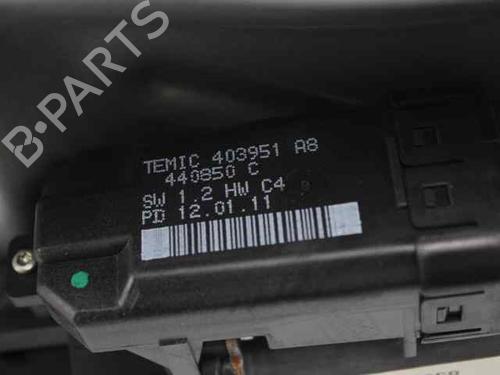 B-PARTS
TEMIC 403951 A8
440850 C
SW 1.2 HW C4
PD 12.01.11